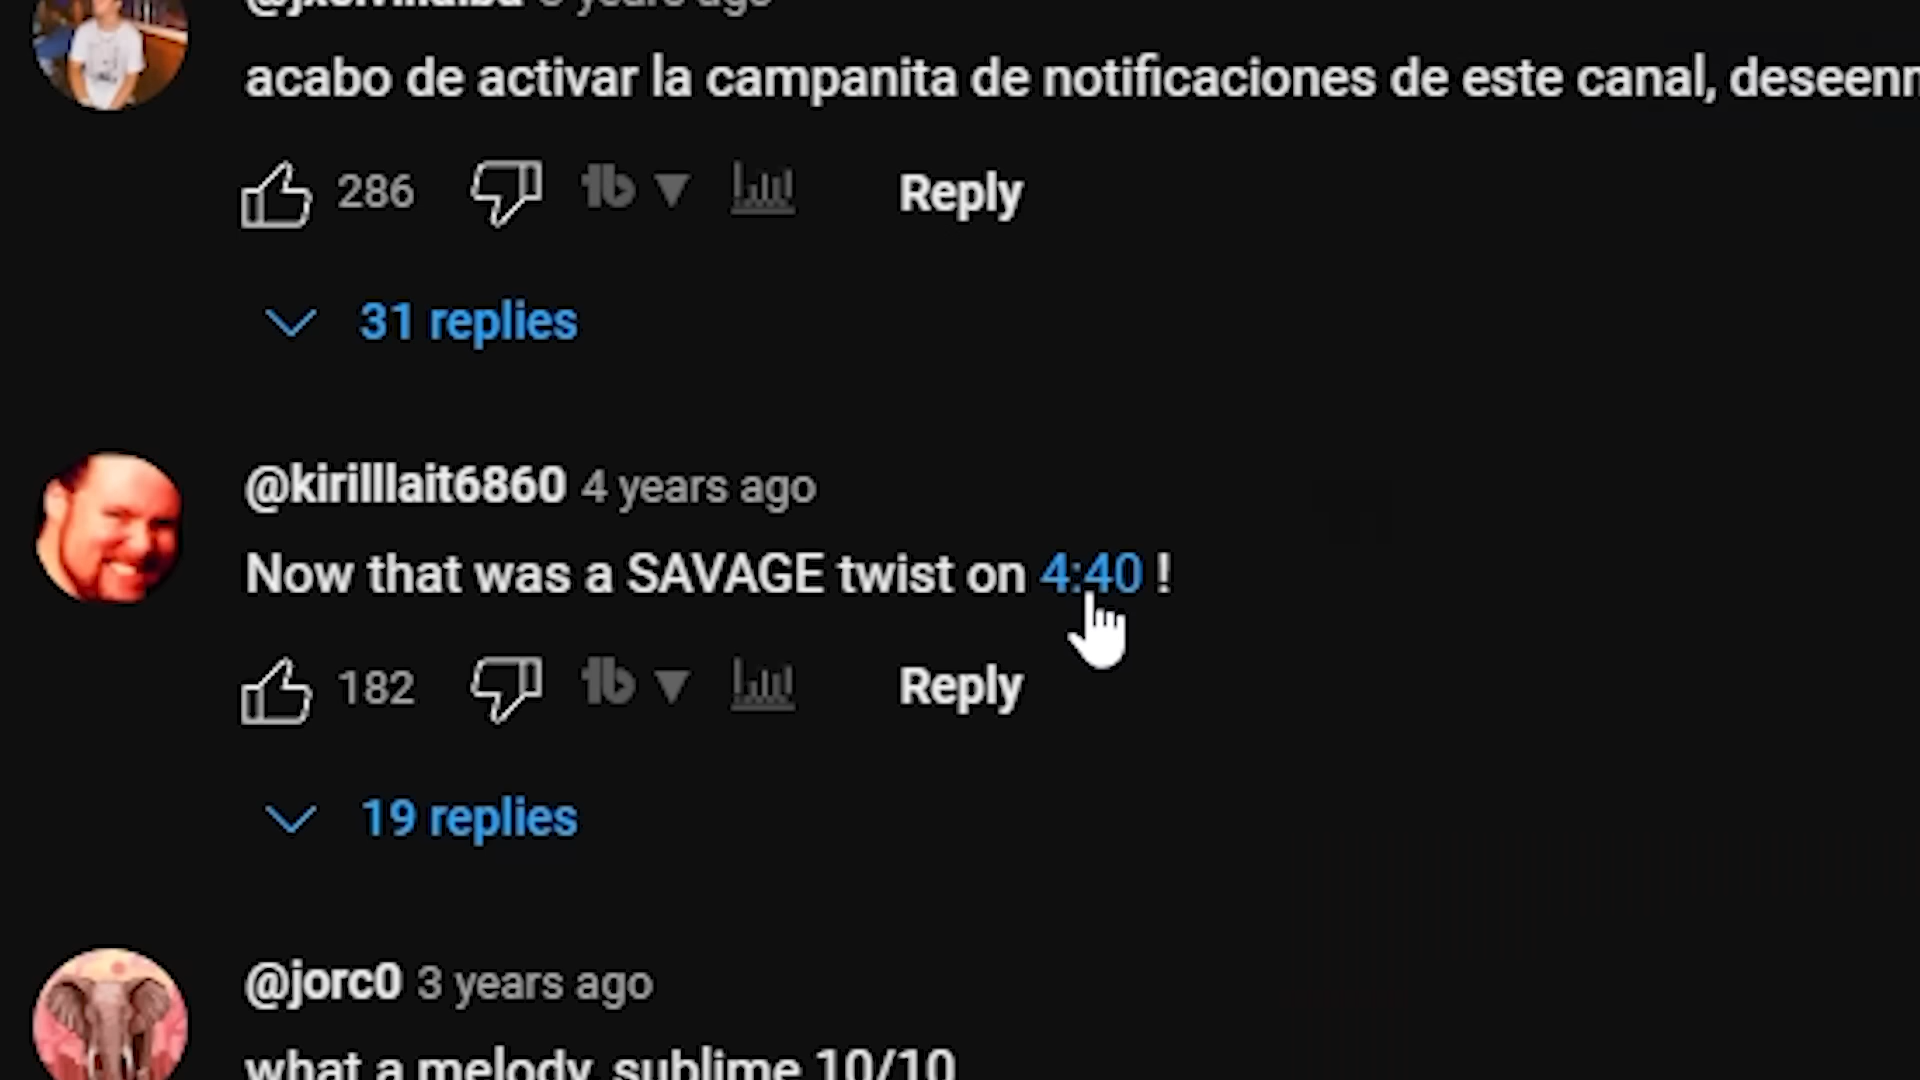 acabo de activar la campanita de notificaciones de este canal,
286 Reply
31 replies
@kirilllait6860 4 years ago
Now that was a SAVAGE twist on 4:40 !
182 Reply
19 replies
@jorc0 3 years ago
what a melody, sublime 10/10